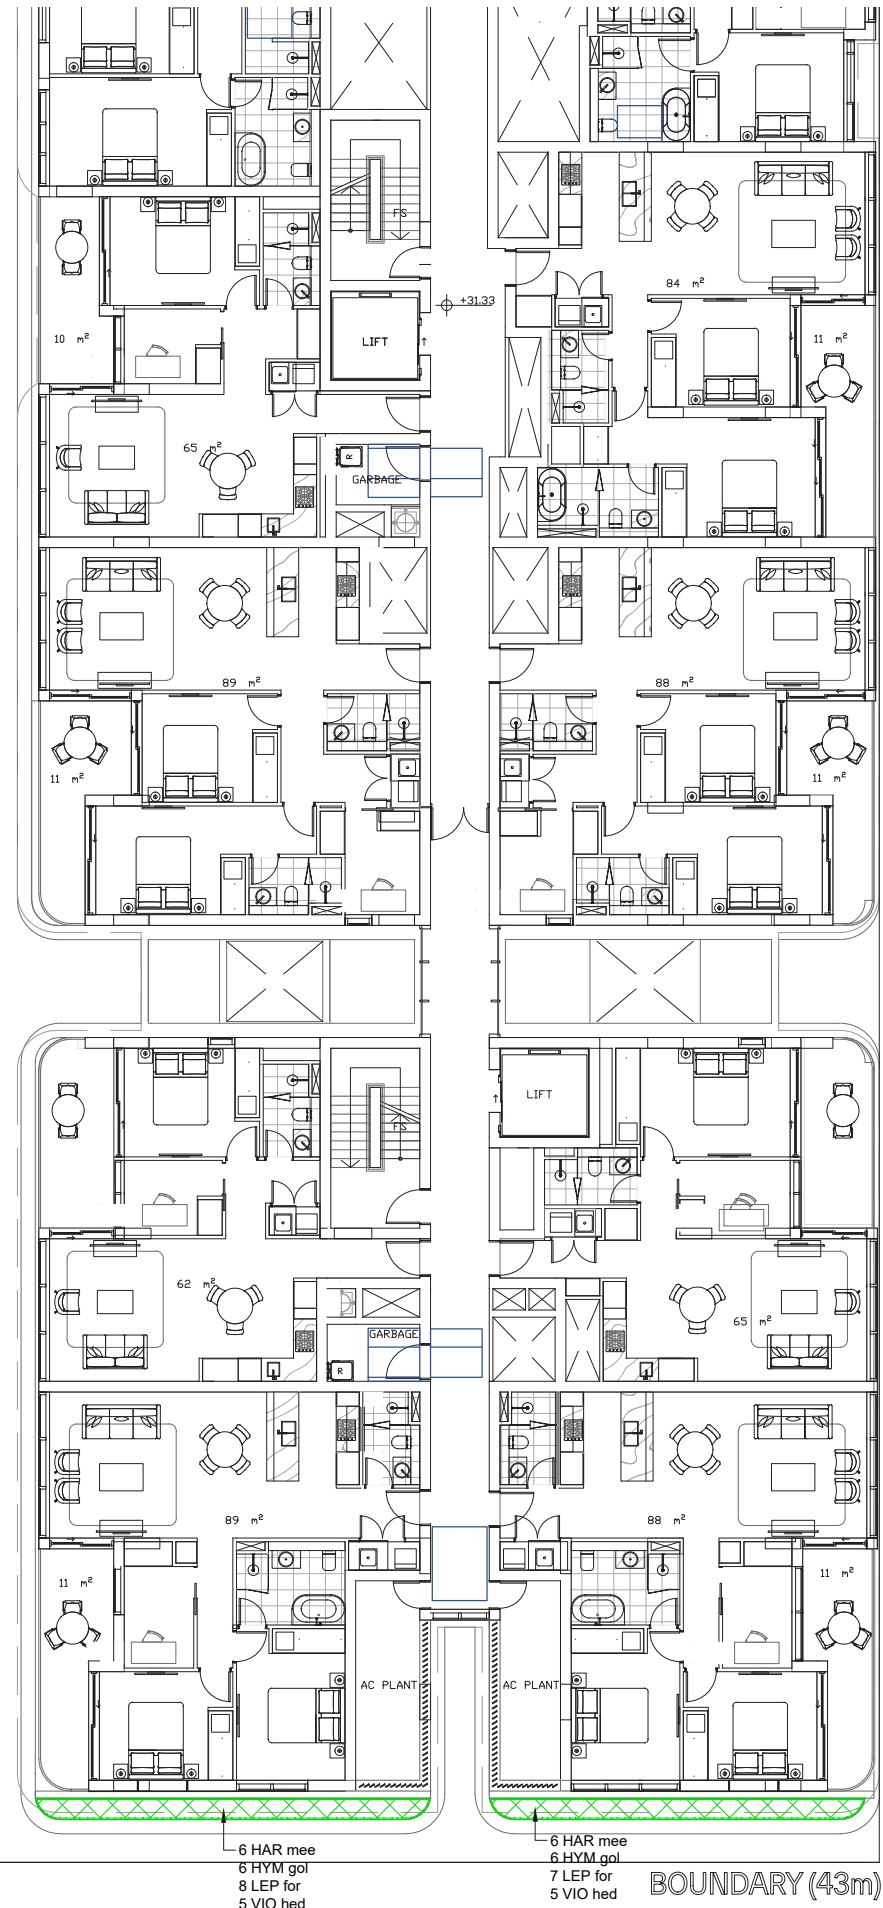 FS
+31.33
84 m²
10 m²
LIFT
11 m²
65 m²
R
GARBAGE
89 m²
88 m²
11 m²
11 m²
LIFT
FS
62 m²
65 m²
GARBAGE
R
89 m²
88 m²
11 m²
11 m²
AC PLANT
AC PLANT
6 HAR mee
6 HYM gol
8 LEP for
5 VIO hed
6 HAR mee
6 HYM gol
7 LEP for
5 VIO hed
BOUNDARY (43m)